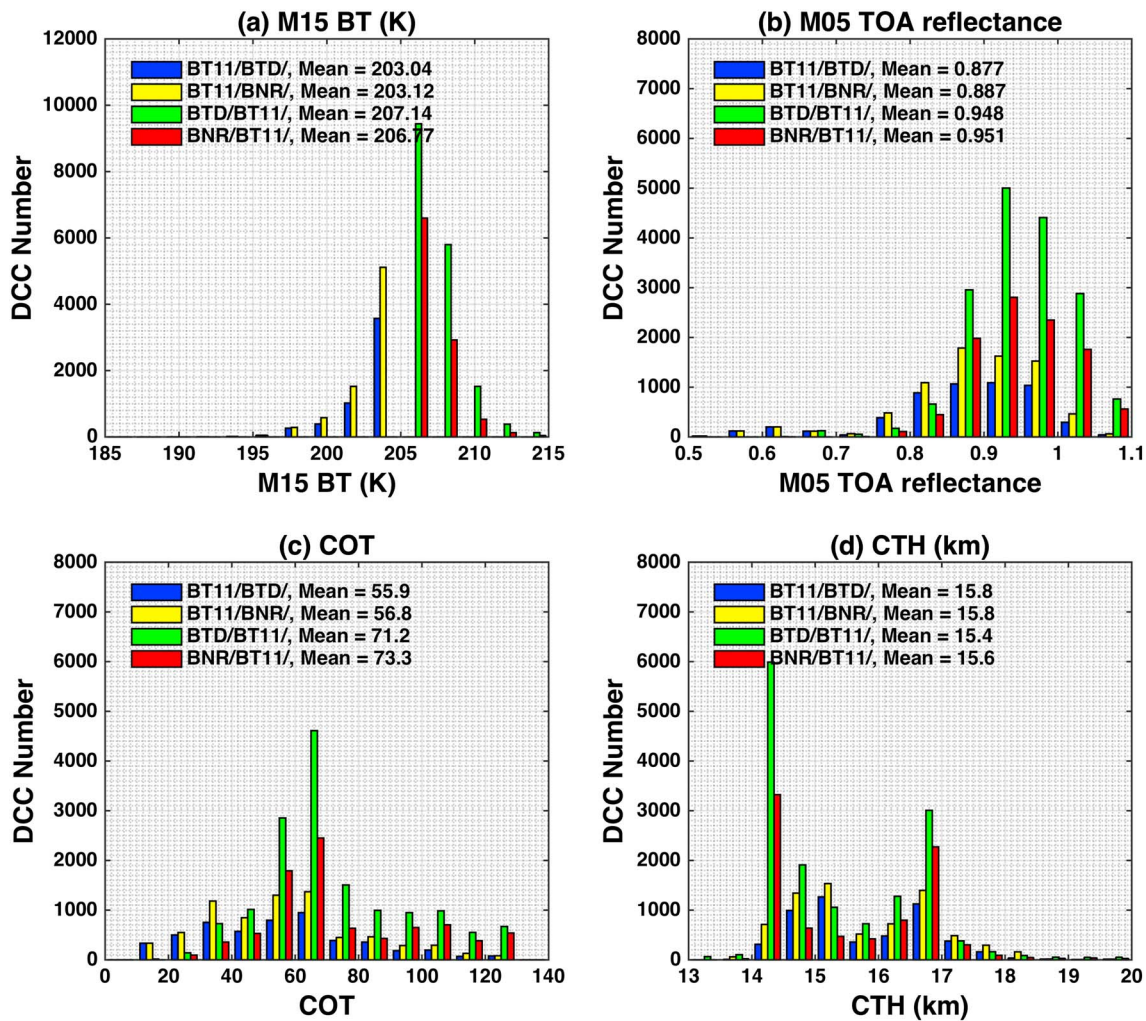 (a) M15 BT (K)
12000
10000
8000
6000
4000
2000
0
DCC Number
BT11/BTD/, Mean = 203.04
BT11/BNR/, Mean = 203.12
BTD/BT11/, Mean = 207.14
BNR/BT11/, Mean = 206.77
185 190 195 200 205 210 215
M15 BT (K)
(b) M05 TOA reflectance
8000
7000
6000
5000
4000
3000
2000
1000
0
DCC Number
BT11/BTD/, Mean = 0.877
BT11/BNR/, Mean = 0.887
BTD/BT11/, Mean = 0.948
BNR/BT11/, Mean = 0.951
0.5 0.6 0.7 0.8 0.9 1 1.1
M05 TOA reflectance
(c) COT
8000
7000
6000
5000
4000
3000
2000
1000
0
DCC Number
BT11/BTD/, Mean = 55.9
BT11/BNR/, Mean = 56.8
BTD/BT11/, Mean = 71.2
BNR/BT11/, Mean = 73.3
0 20 40 60 80 100 120 140
COT
(d) CTH (km)
8000
7000
6000
5000
4000
3000
2000
1000
0
DCC Number
BT11/BTD/, Mean = 15.8
BT11/BNR/, Mean = 15.8
BTD/BT11/, Mean = 15.4
BNR/BT11/, Mean = 15.6
13 14 15 16 17 18 19 20
CTH (km)